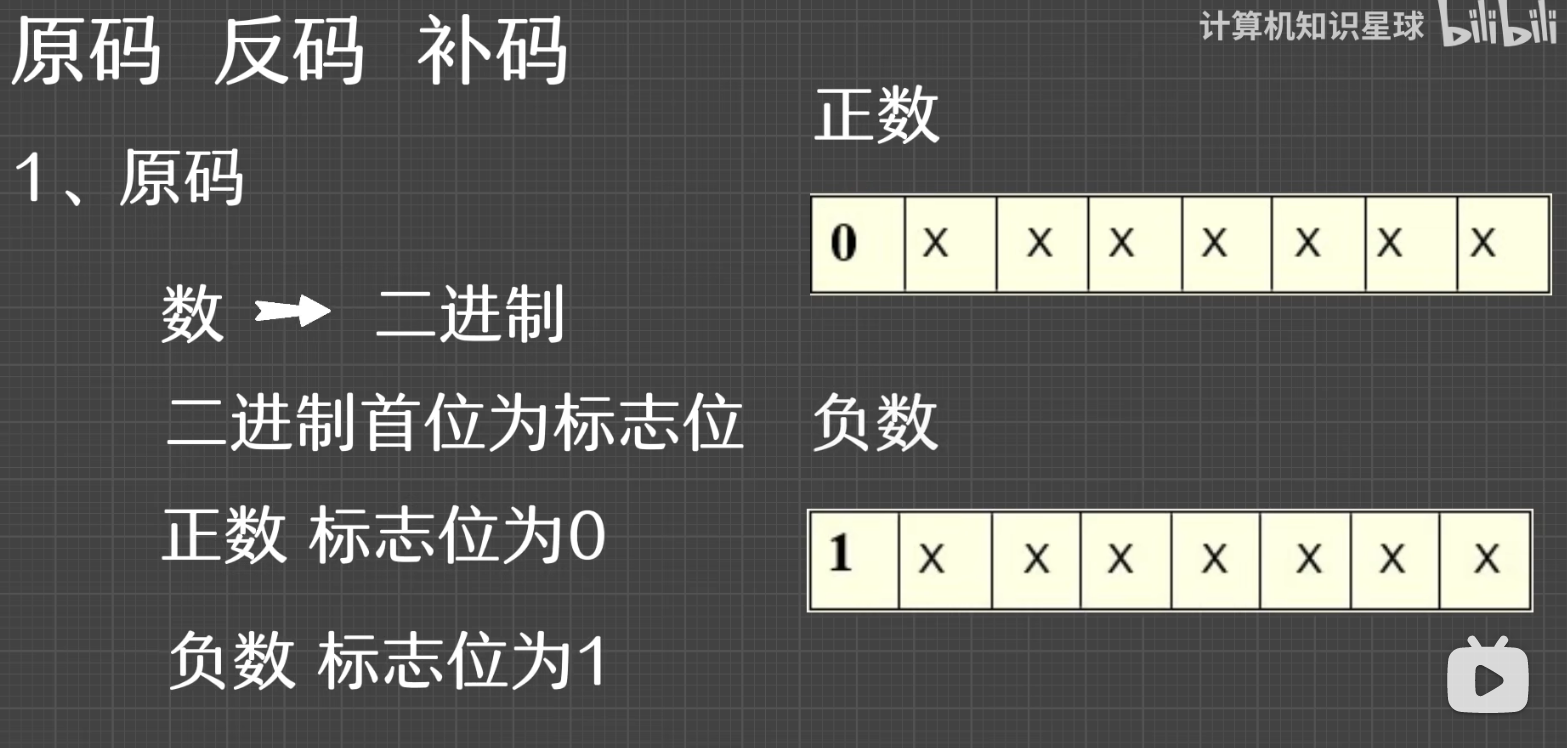 原码 反码 补码
计算机知识星球 bilibili
正数
1、原码
0 X X X X X X X
数 二进制
二进制首位为标志位
负数
正数 标志位为0
1 X X X X X X X
负数 标志位为1